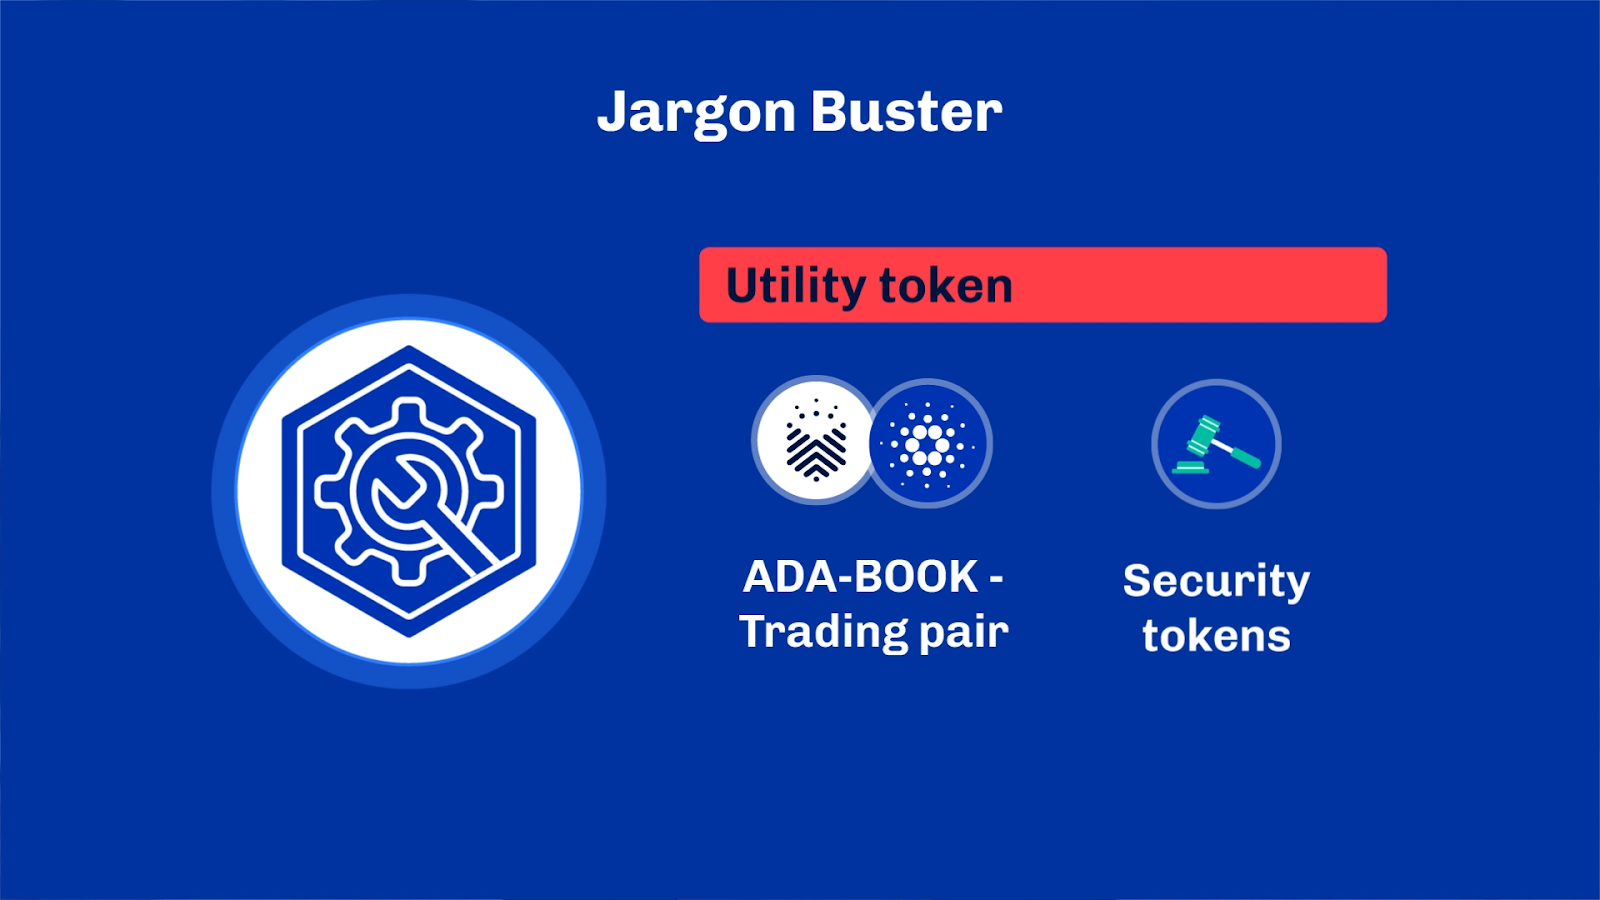 Jargon Buster
Utility token
ADA-BOOK -
Trading pair
Security
tokens